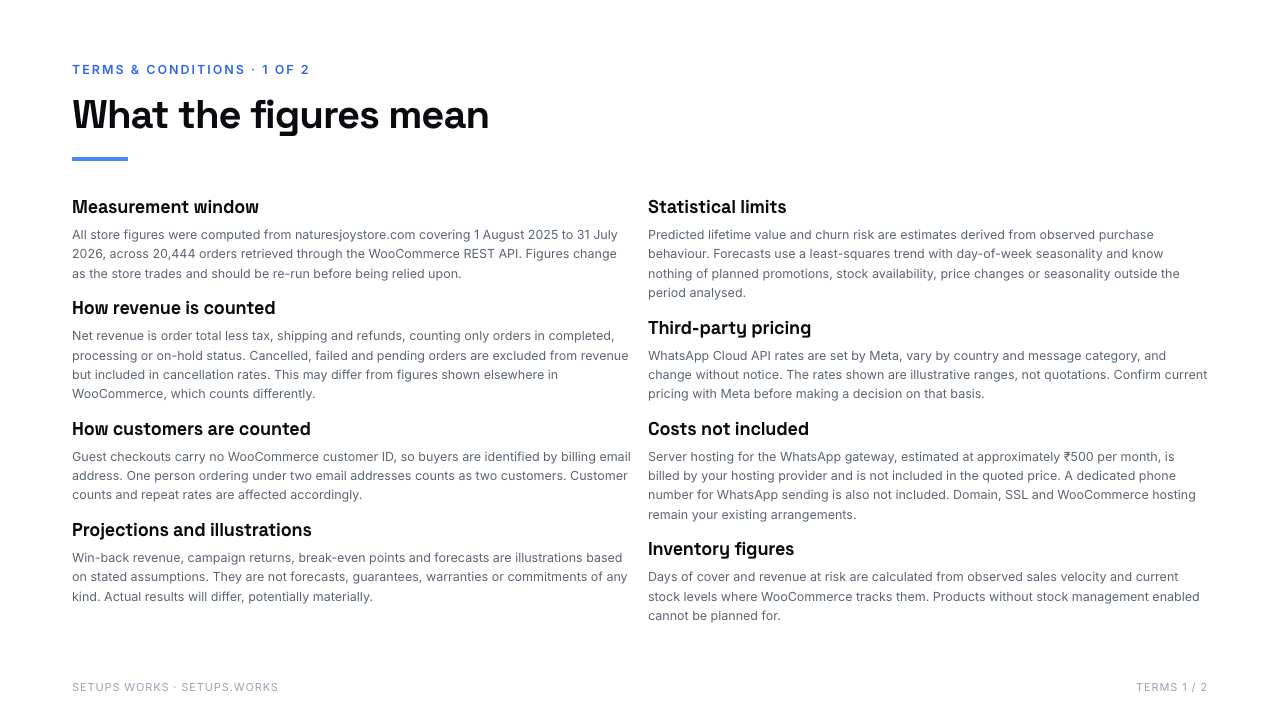 TERMS & CONDITIONS · 1 OF 2
What the figures mean
Measurement window
All store figures were computed from naturesjoystore.com covering 1 August 2025 to 31 July
2026, across 20,444 orders retrieved through the WooCommerce REST API. Figures change
as the store trades and should be re-run before being relied upon.
How revenue is counted
Net revenue is order total less tax, shipping and refunds, counting only orders in completed,
processing or on-hold status. Cancelled, failed and pending orders are excluded from revenue
but included in cancellation rates. This may differ from figures shown elsewhere in
WooCommerce, which counts differently.
How customers are counted
Guest checkouts carry no WooCommerce customer ID, so buyers are identified by billing email
address. One person ordering under two email addresses counts as two customers. Customer
counts and repeat rates are affected accordingly.
Projections and illustrations
Win-back revenue, campaign returns, break-even points and forecasts are illustrations based
on stated assumptions. They are not forecasts, guarantees, warranties or commitments of any
kind. Actual results will differ, potentially materially.
Statistical limits
Predicted lifetime value and churn risk are estimates derived from observed purchase
behaviour. Forecasts use a least-squares trend with day-of-week seasonality and know
nothing of planned promotions, stock availability, price changes or seasonality outside the
period analysed.
Third-party pricing
WhatsApp Cloud API rates are set by Meta, vary by country and message category, and
change without notice. The rates shown are illustrative ranges, not quotations. Confirm current
pricing with Meta before making a decision on that basis.
Costs not included
Server hosting for the WhatsApp gateway, estimated at approximately ₹500 per month, is
billed by your hosting provider and is not included in the quoted price. A dedicated phone
number for WhatsApp sending is also not included. Domain, SSL and WooCommerce hosting
remain your existing arrangements.
Inventory figures
Days of cover and revenue at risk are calculated from observed sales velocity and current
stock levels where WooCommerce tracks them. Products without stock management enabled
cannot be planned for.
SETUPS WORKS · SETUPS.WORKS
TERMS 1 / 2